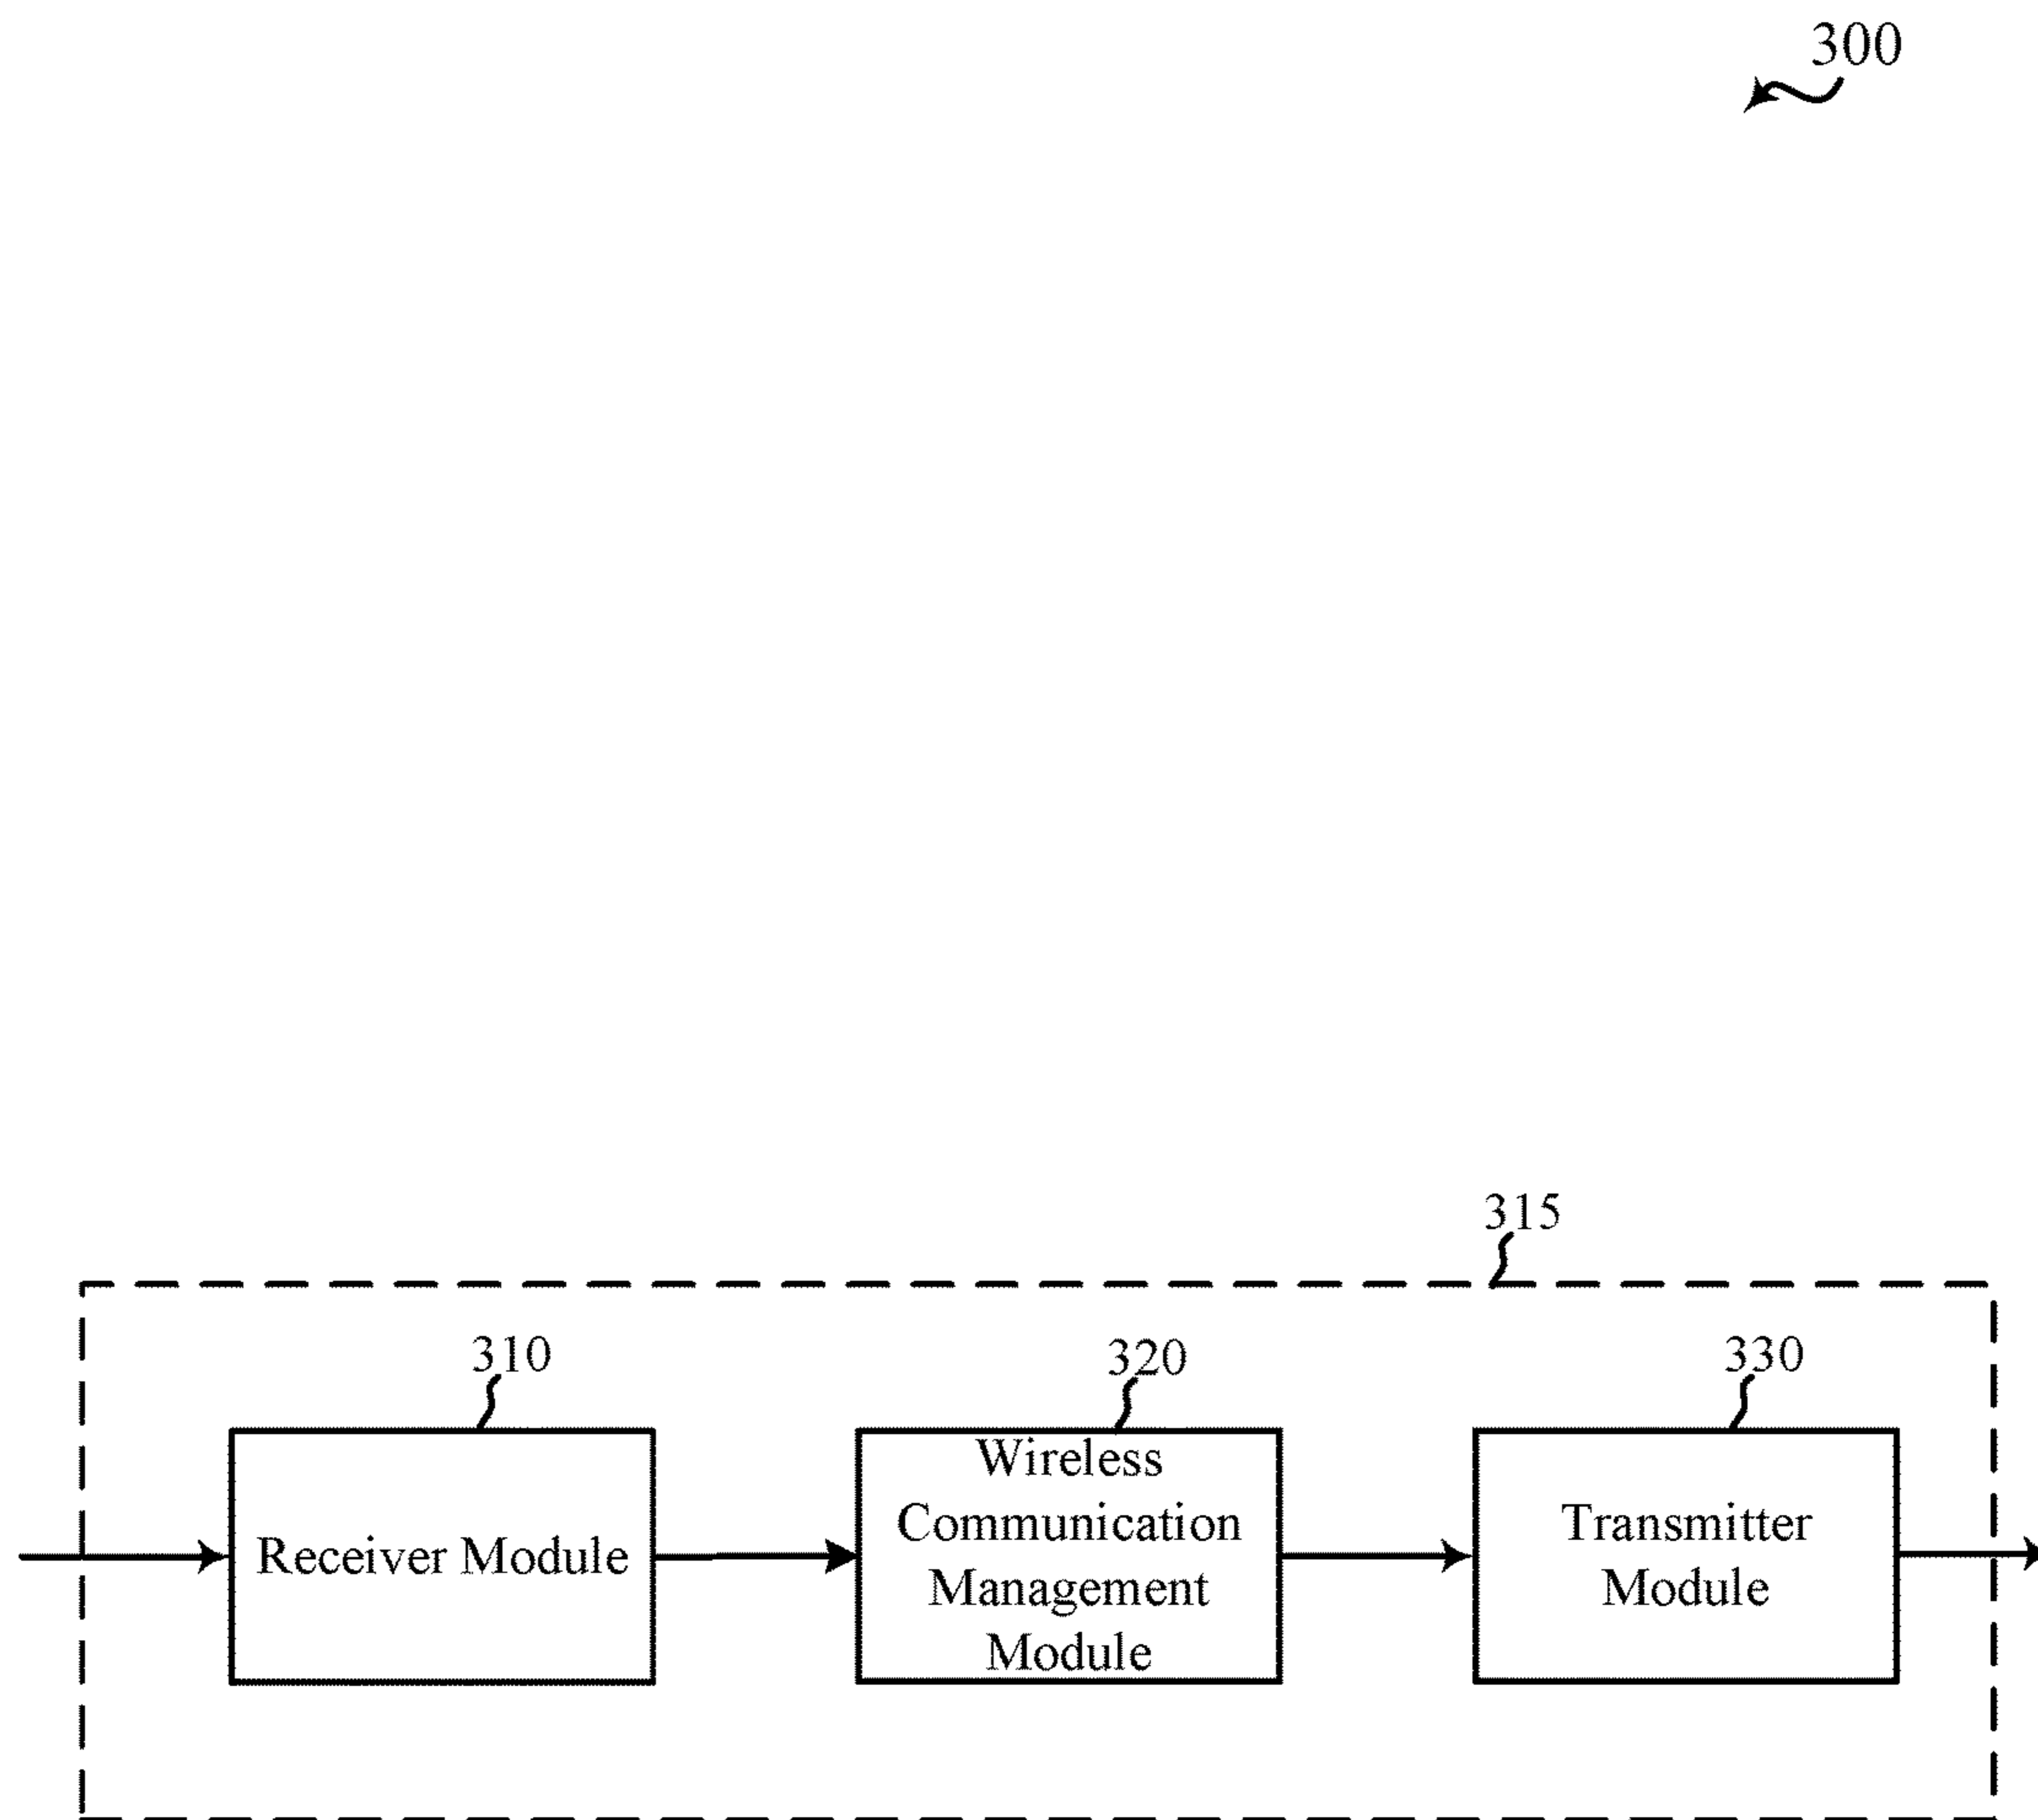 300
315
310
320
330
Receiver Module
Wireless
Communication
Management
Module
Transmitter
Module